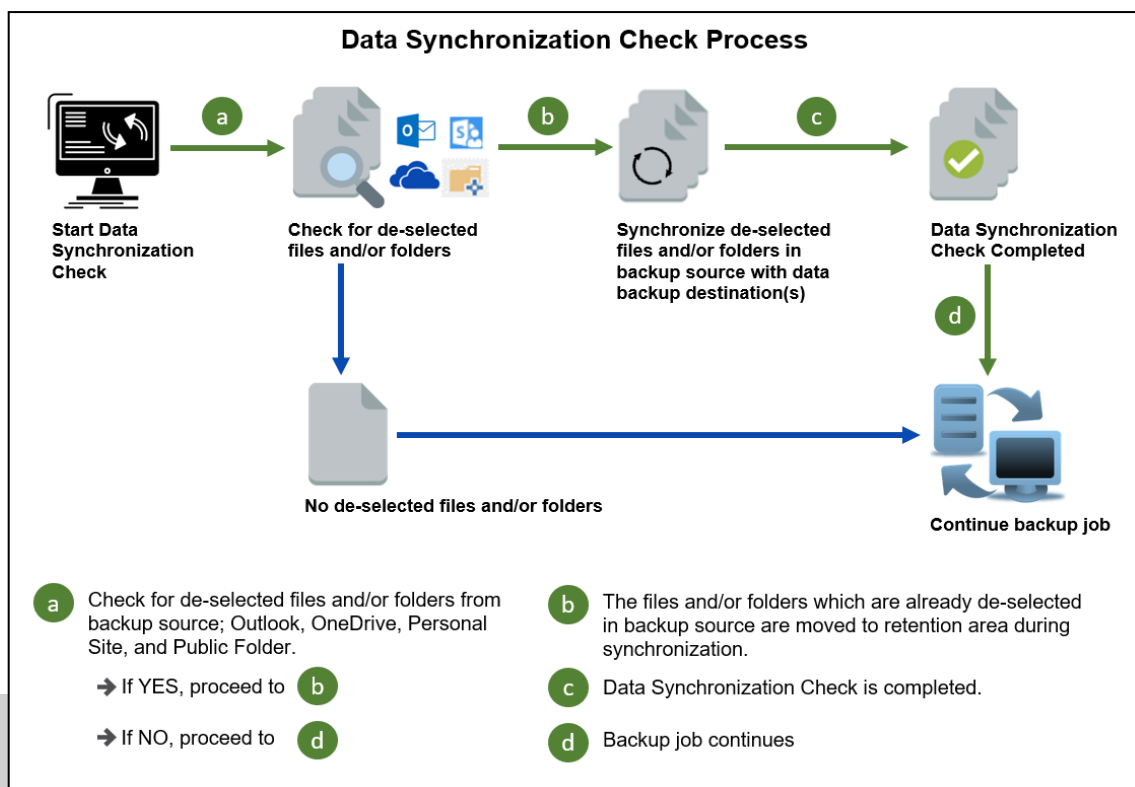 Data Synchronization Check Process
a
b
c
Start Data
Synchronization
Check
Check for de-selected
files and/or folders
Synchronize de-selected
files and/or folders in
backup source with data
backup destination(s)
Data Synchronization
Check Completed
d
No de-selected files and/or folders
Continue backup job
a
Check for de-selected files and/or folders from
backup source; Outlook, OneDrive, Personal
Site, and Public Folder.
→ If YES, proceed to b
→ If NO, proceed to d
b
The files and/or folders which are already de-selected
in backup source are moved to retention area during
synchronization.
c
Data Synchronization Check is completed.
d
Backup job continues